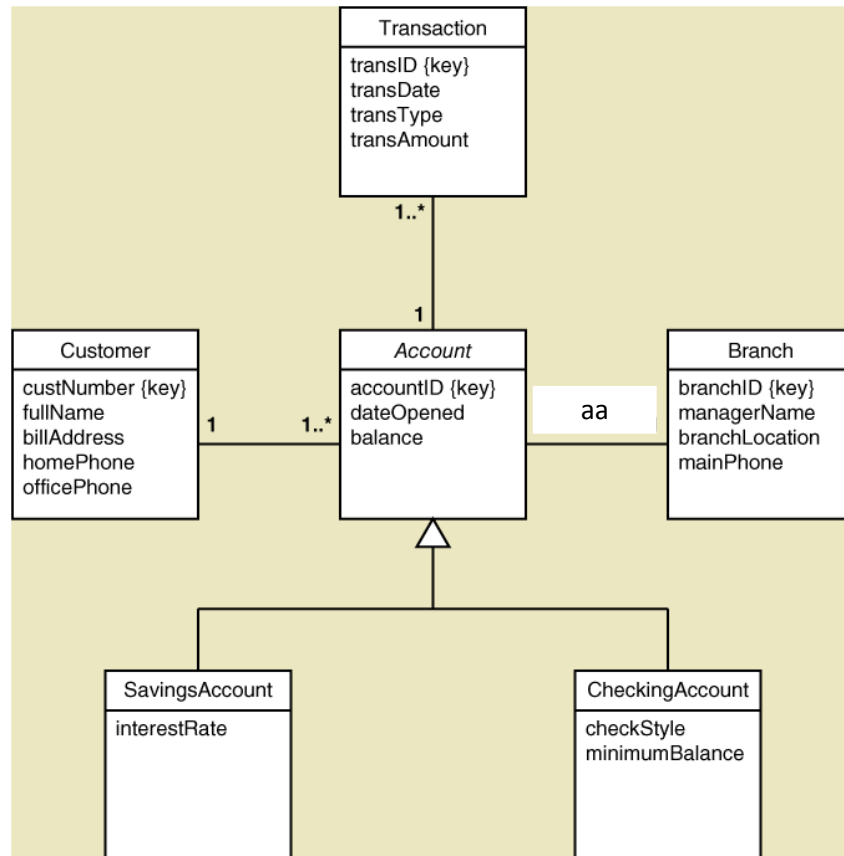 Transaction
transID {key}
transDate
transType
transAmount
1..*
1
Customer
custNumber {key}
fullName
billAddress
homePhone
officePhone
1
1..*
Account
accountID {key}
dateOpened
balance
aa
Branch
branchID {key}
managerName
branchLocation
mainPhone
SavingsAccount
interestRate
CheckingAccount
checkStyle
minimumBalance